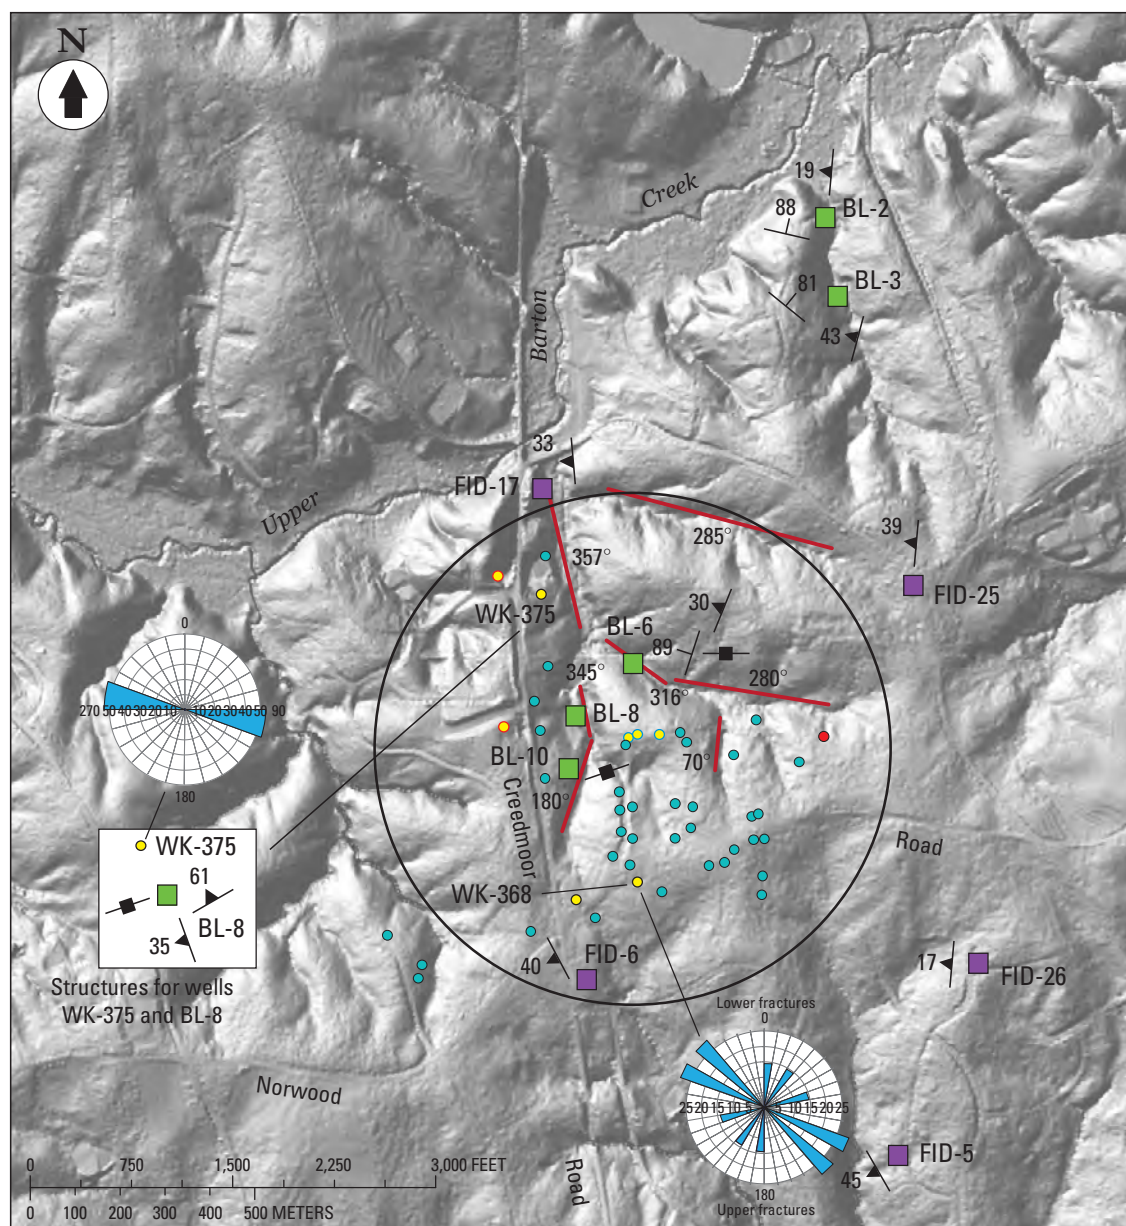 N
19
BL-2
88
Creek
81
BL-3
43
Barton
33
FID-17
Upper
285°
39
357°
FID-25
WK-375
30
BL-6
89
0
345°
280°
316°
270 50 40 30 20 10 10 20 30 40 50 90
BL-8
BL-10
70°
180
180°
Creedmoor
Road
WK-375
61
WK-368
BL-8
35
40
FID-6
17
FID-26
Structures for wells
WK-375 and BL-8
Lower fractures
0
Norwood
25 20 15 10 5 5 10 15 20 25
FID-5
45
Road
180
Upper fractures
0 750 1,500 2,250 3,000 FEET
0 100 200 300 400 500 METERS